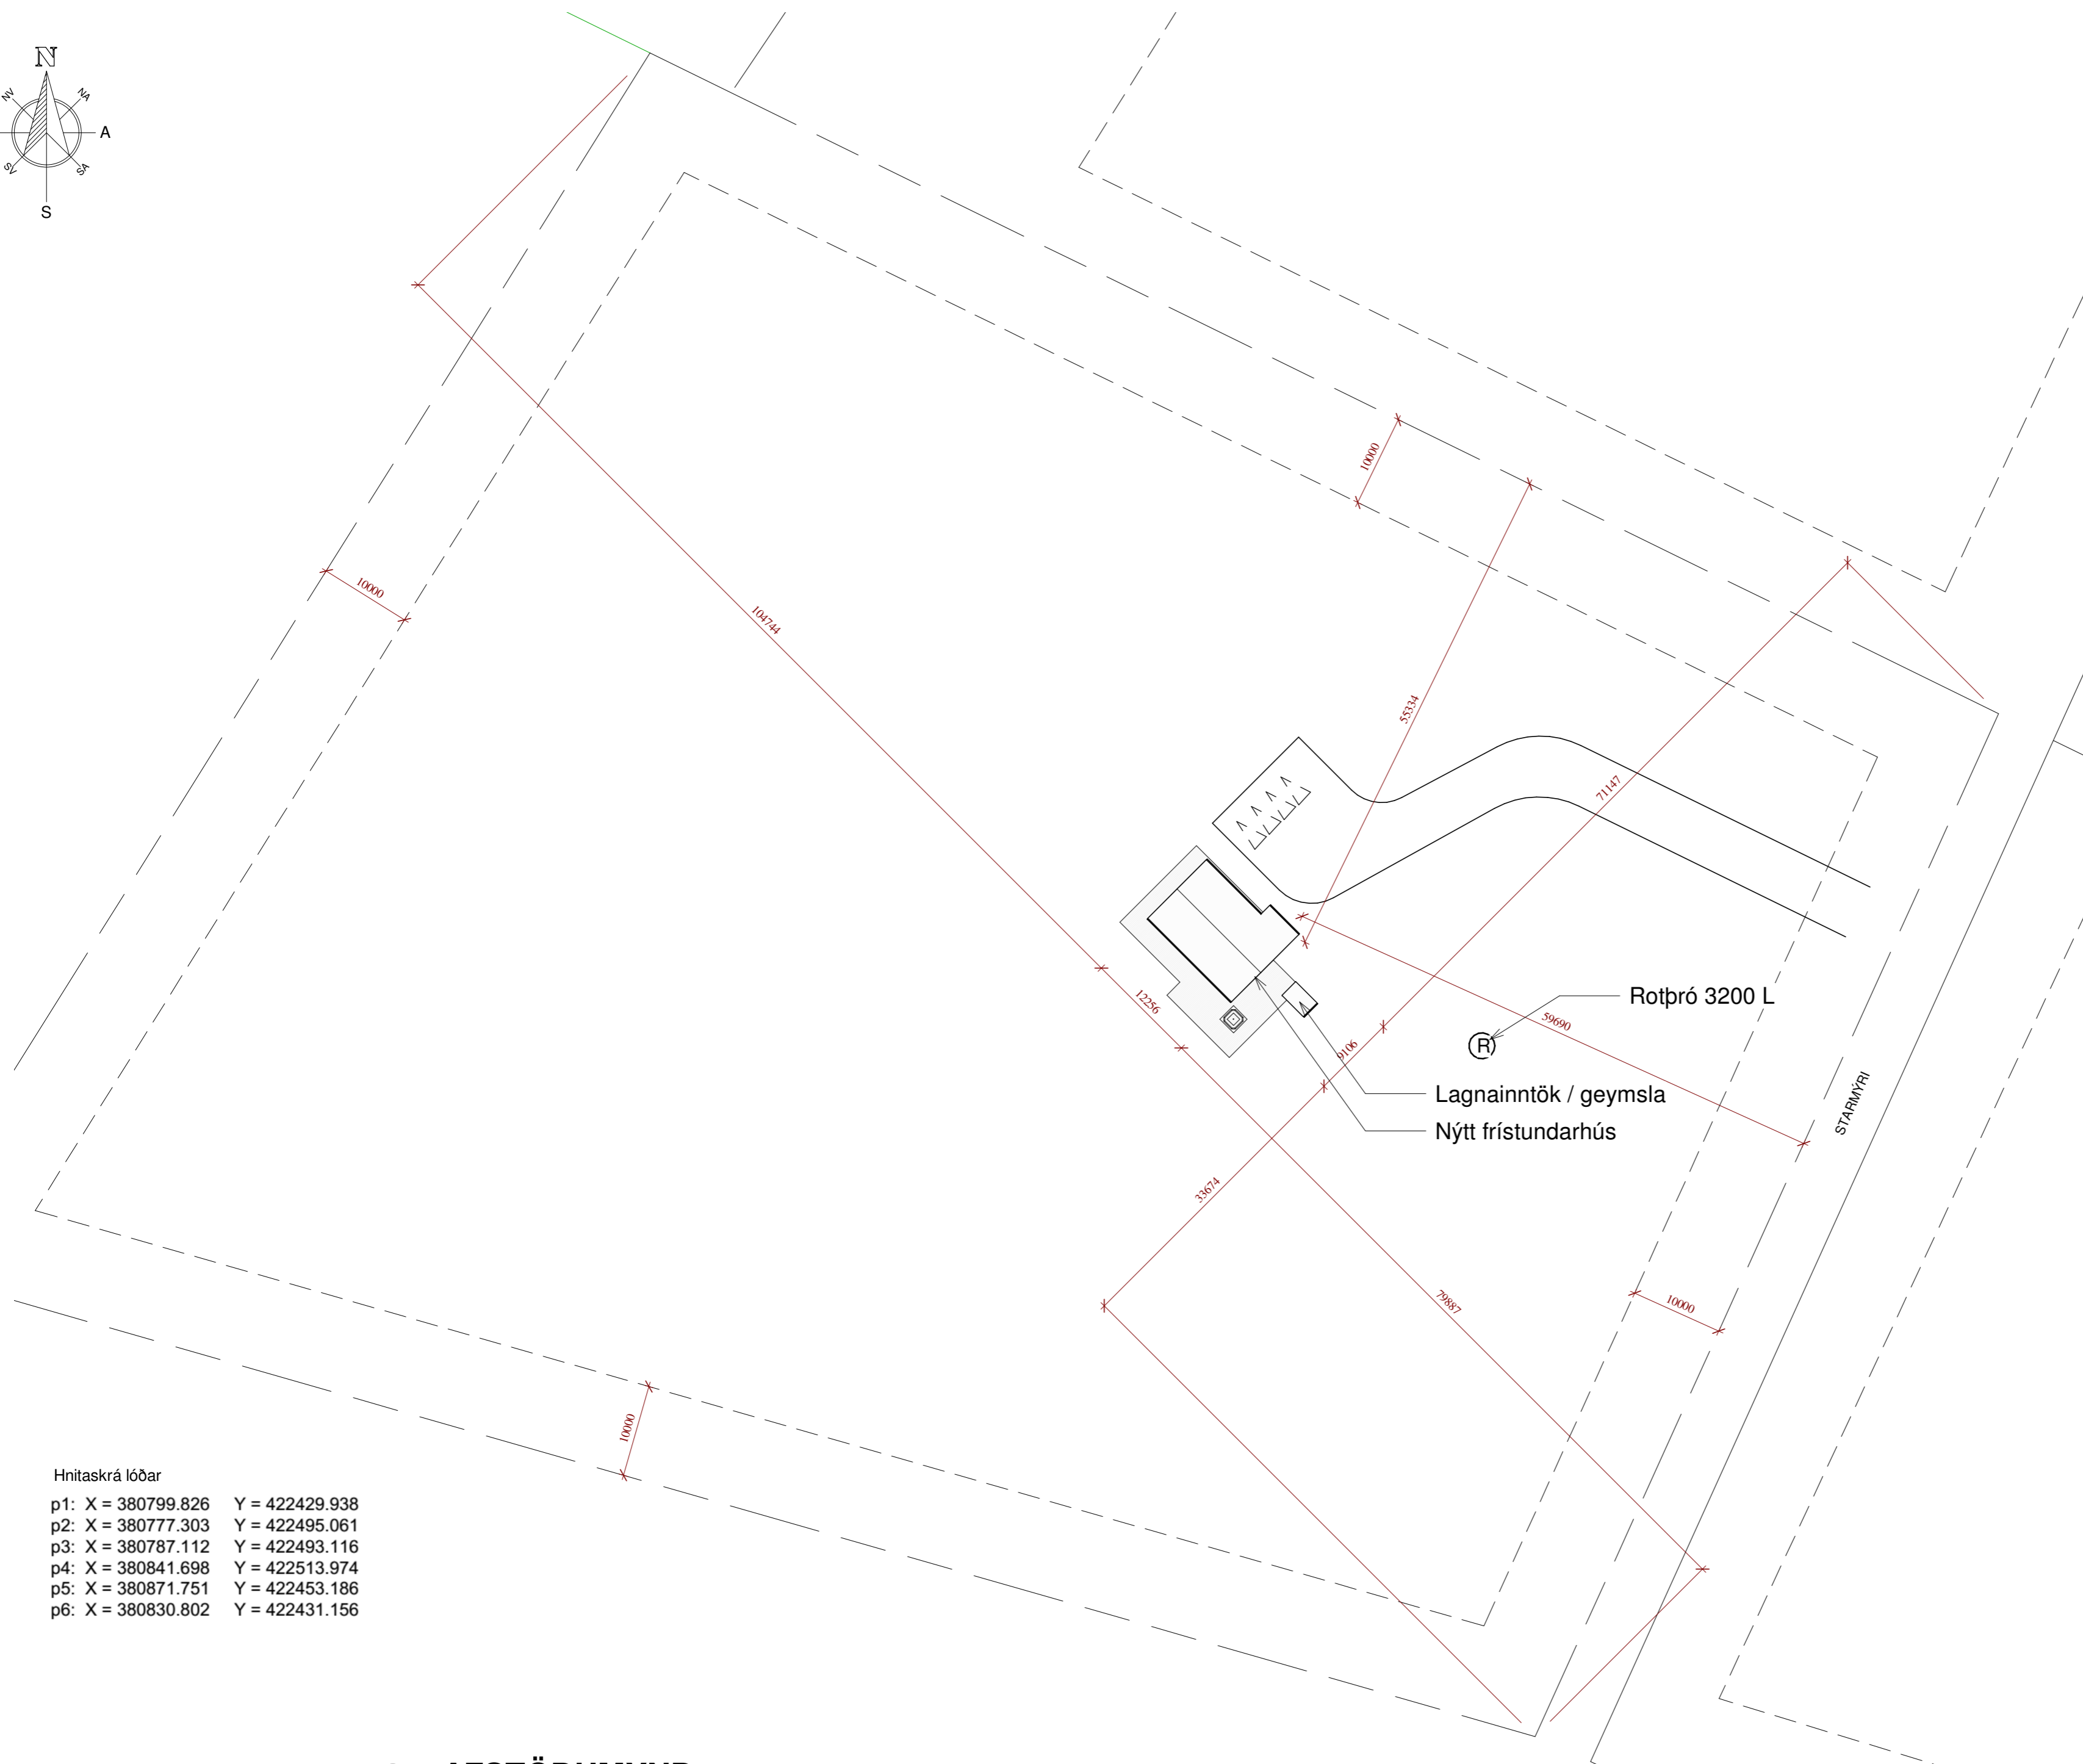 N
NV
NA
A
SV
SA
S
10000
10000
104744
55334
71147
12256
9106
59690
Rotþró 3200 L
R
Lagnainntök / geymsla
Nýtt frístundarhús
STARMÝRI
33674
79887
10000
10000
Hnitaskrá lóðar
p1: X = 380799.826 Y = 422429.938
p2: X = 380777.303 Y = 422495.061
p3: X = 380787.112 Y = 422493.116
p4: X = 380841.698 Y = 422513.974
p5: X = 380871.751 Y = 422453.186
p6: X = 380830.802 Y = 422431.156